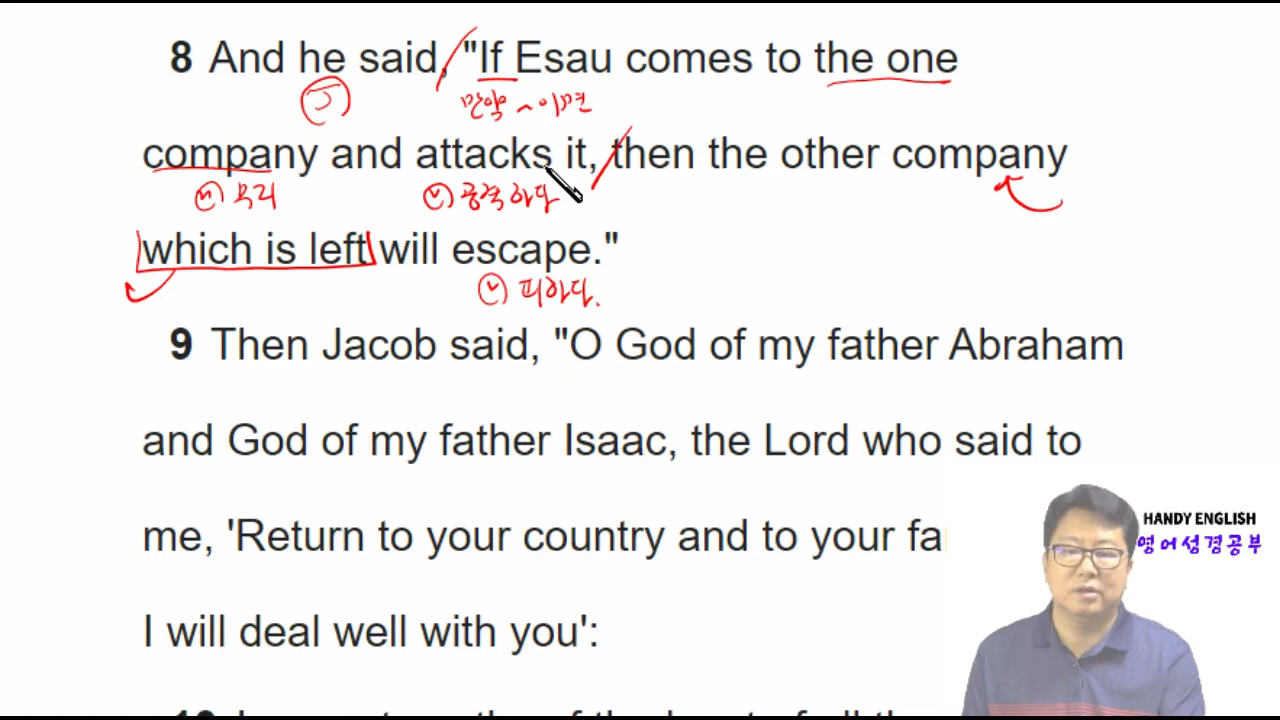 8 And he said, "If Esau comes to the one
J 만약 ~이면
company and attacks it, then the other company
n 무리 v 공격하다
which is left will escape."
v 피하다.
9 Then Jacob said, "O God of my father Abraham
and God of my father Isaac, the Lord who said to
me, 'Return to your country and to your fa
I will deal well with you':
HANDY ENGLISH
영어성경공부